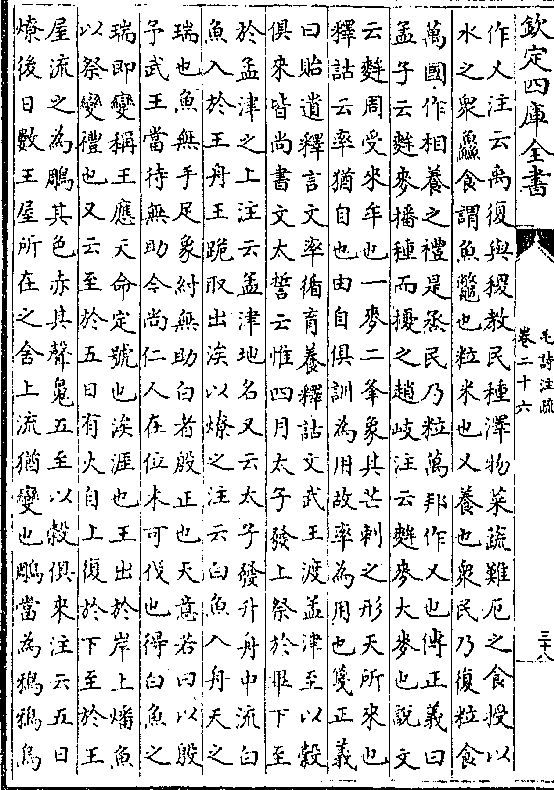 欽定四庫全書
毛詩注疏
卷二十六
三十八
作乂注云禹復與稷教民種澤物菜蔬難厄之食授以
水之衆鱻食謂魚鼈也粒米也乂養也衆民乃復粒食
萬國作相養之禮是烝民乃粒萬邦作乂也傳正義曰
孟子云麰麥播種而擾之趙岐注云麰麥大麥也說文
云麰周受來牟也一麥二夆象其芒刺之形天所來也
釋詁云率猶自也由自俱訓為用故率為用也箋正義
曰貽遺釋言文率循育養釋詁文武王渡孟津至以穀
俱來皆尚書文太誓云惟四月太子發上祭於畢下至
於孟津之上注云孟津地名又云太子發升舟中流白
魚入於王舟王跪取出涘以燎之注云白魚入舟天之
瑞也魚無手足象紂無助白者殷正也天意若曰以殷
予武王當待無助今尚仁人在位未可伐也得白魚之
瑞即變稱王應天命定號也涘涯也王出於岸上燔魚
以祭變禮也又云至於五日有火自上復於下至於王
屋流之為鵰其色赤其聲五至以穀俱來注云五日
燎後日數王屋所在之舍上流猶變也鵰當為鴉鴉烏